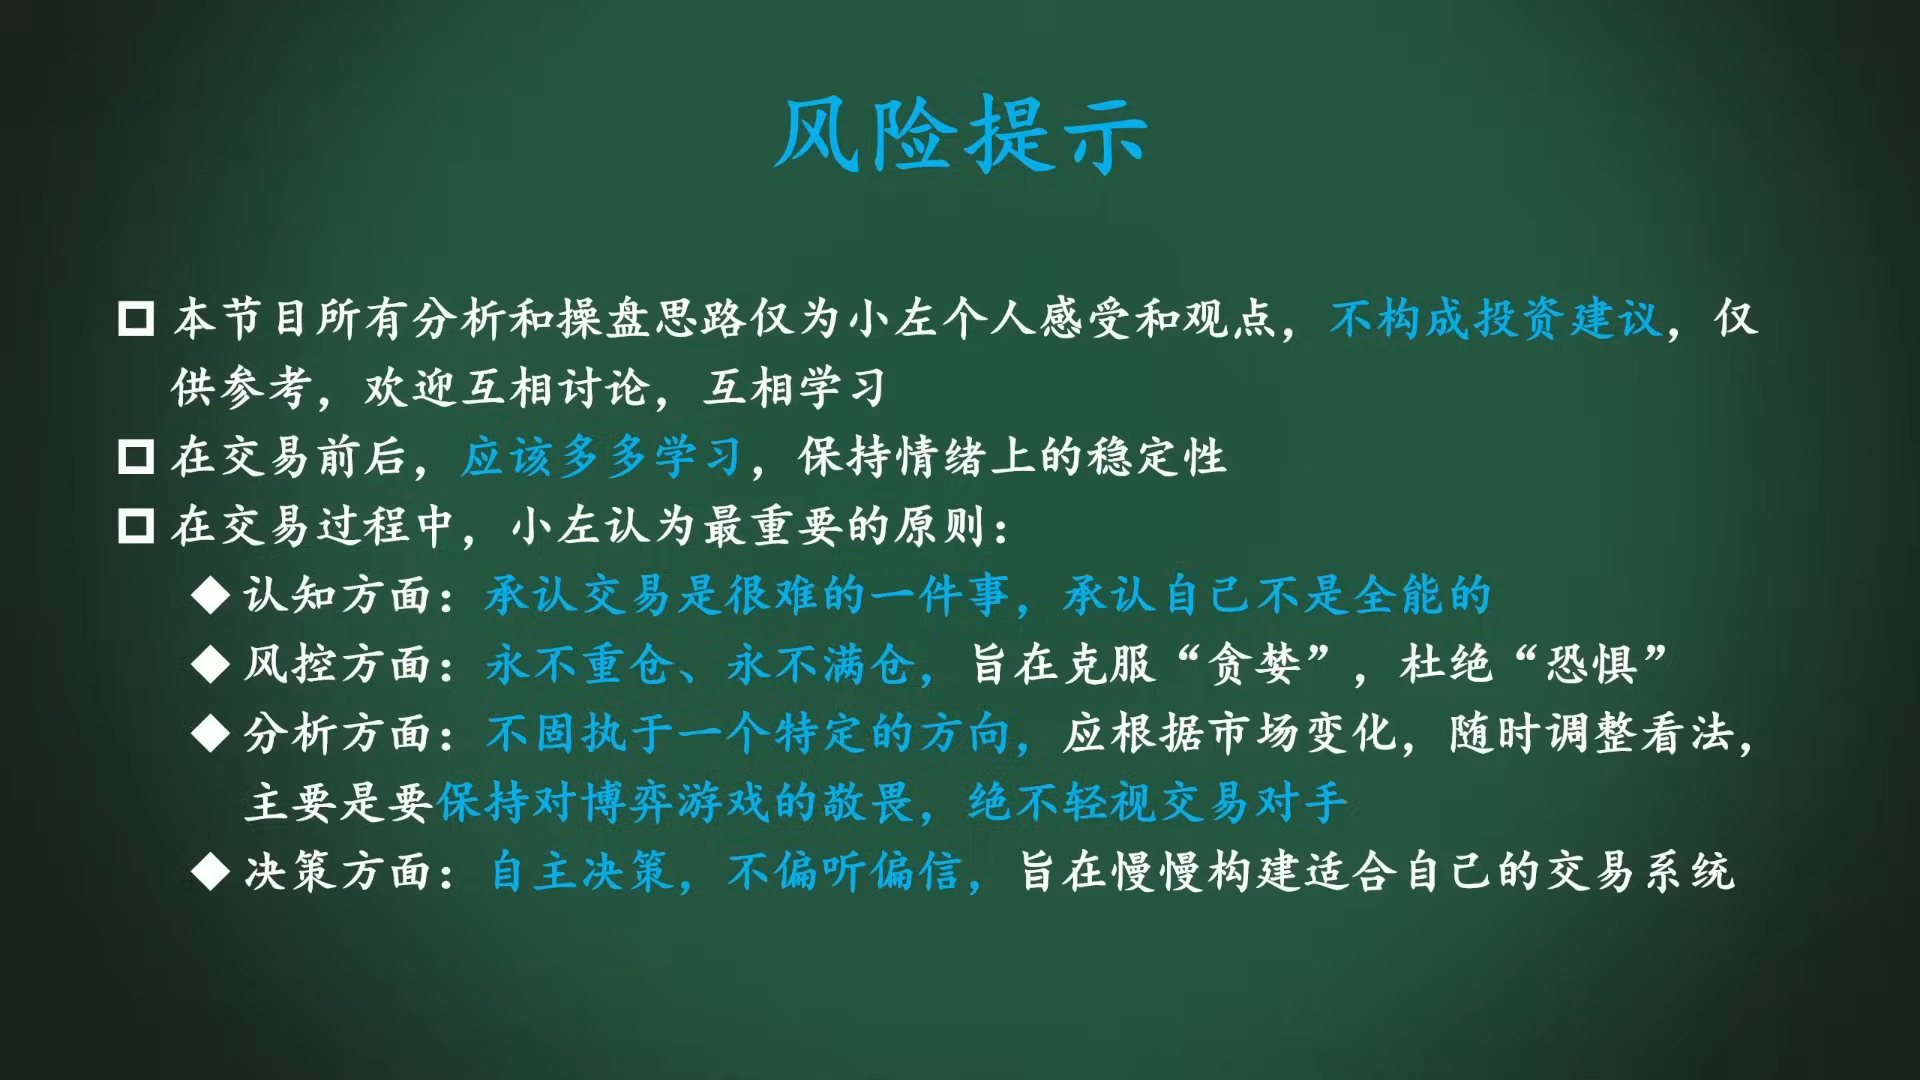 风险提示
本节目所有分析和操盘思路仅为小左个人感受和观点，不构成投资建议，仅
供参考，欢迎互相讨论，互相学习
在交易前后，应该多多学习，保持情绪上的稳定性
在交易过程中，小左认为最重要的原则：
认知方面：承认交易是很难的一件事，承认自己不是全能的
风控方面：永不重仓、永不满仓，旨在克服“贪婪”，杜绝“恐惧”
分析方面：不固执于一个特定的方向，应根据市场变化，随时调整看法，
主要是要保持对博弈游戏的敬畏，绝不轻视交易对手
决策方面：自主决策，不偏听偏信，旨在慢慢构建适合自己的交易系统